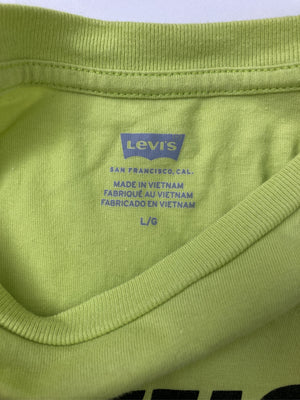 Levi's
SAN FRANCISCO, CAL.
MADE IN VIETNAM
FABRIQUÉ AU VIETNAM
FABRICADO EN VIETNAM
L/G